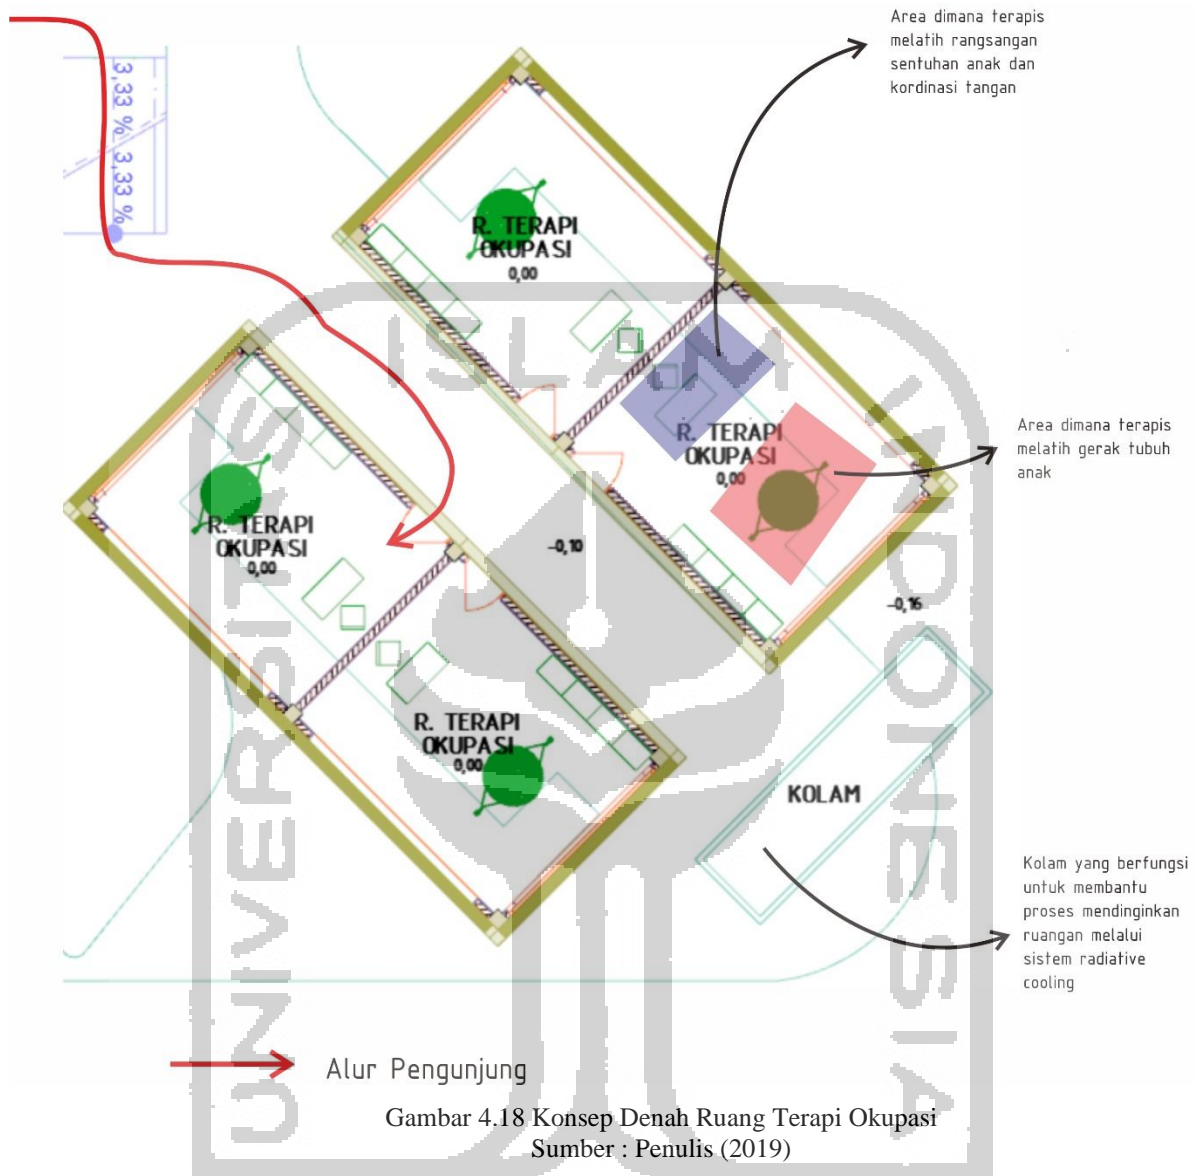 Area dimana terapis
melatih rangsangan
sentuhan anak dan
kordinasi tangan
3,33 %
3,33 %
R. TERAPI
OKUPASI
0,00
R. TERAPI
OKUPASI
0,00
Area dimana terapis
melatih gerak tubuh
anak
R. TERAPI
OKUPASI
0,00
-0,10
-0,16
R. TERAPI
OKUPASI
0,00
KOLAM
Kolam yang berfungsi
untuk membantu
proses mendinginkan
ruangan melalui
sistem radiative
cooling
UNIVERSITAS
ISLAM
INDONESIA
Alur Pengunjung
Gambar 4.18 Konsep Denah Ruang Terapi Okupasi
Sumber : Penulis (2019)